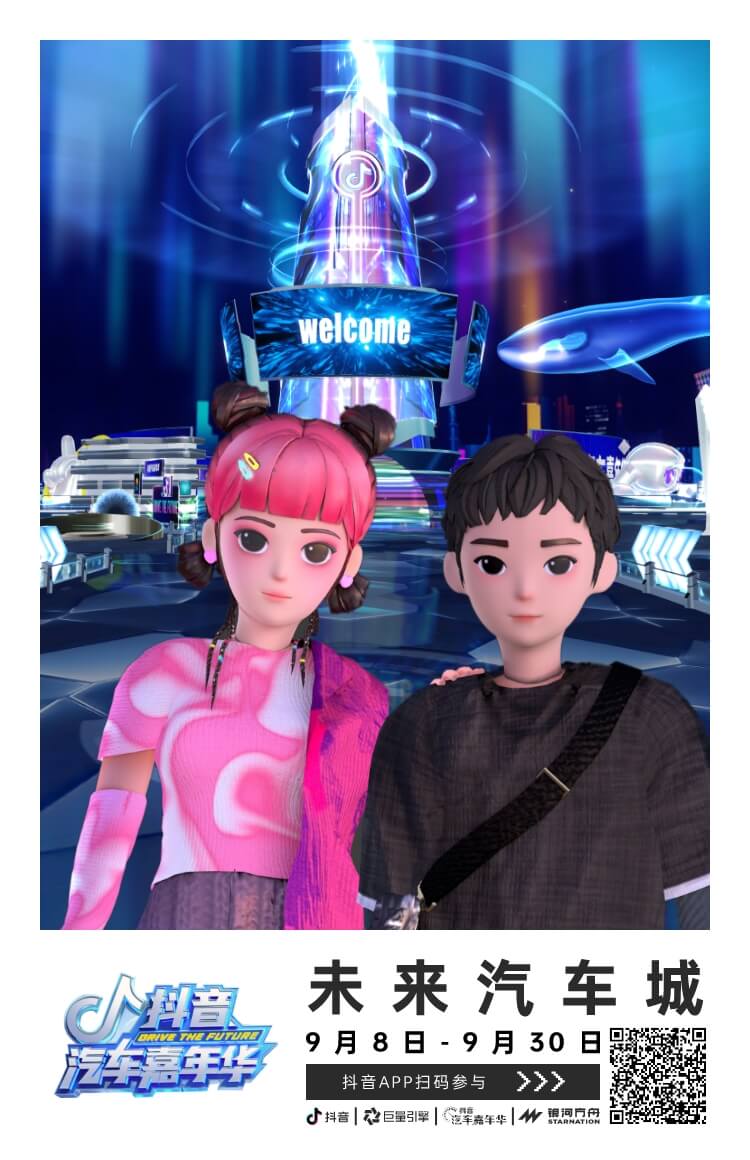 welcome
抖音
DRIVE THE FUTURE
汽车嘉年华
未来汽车城
9月8日-9月30日
抖音APP扫码参与 >>>
抖音 | 巨量引擎 | 抖音汽车嘉年华 | 银河方舟 STARNATION